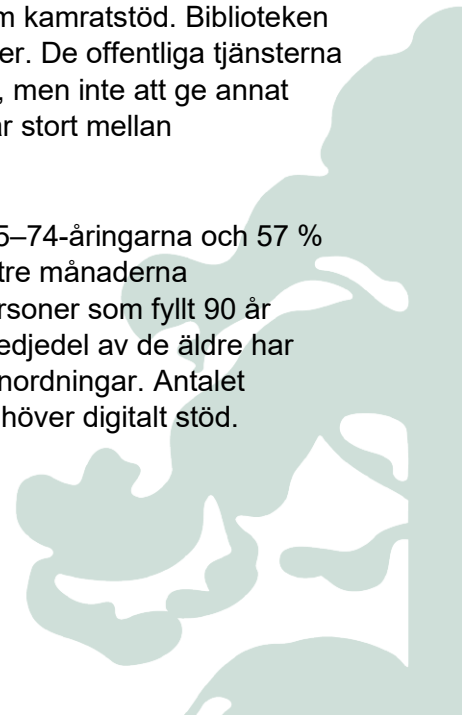 m kamratstöd. Biblioteken
er. De offentliga tjänsterna
, men inte att ge annat
r stort mellan
5–74-åringarna och 57 %
tre månaderna
rsoner som fyllt 90 år
edjedel av de äldre har
nordningar. Antalet
höver digitalt stöd.